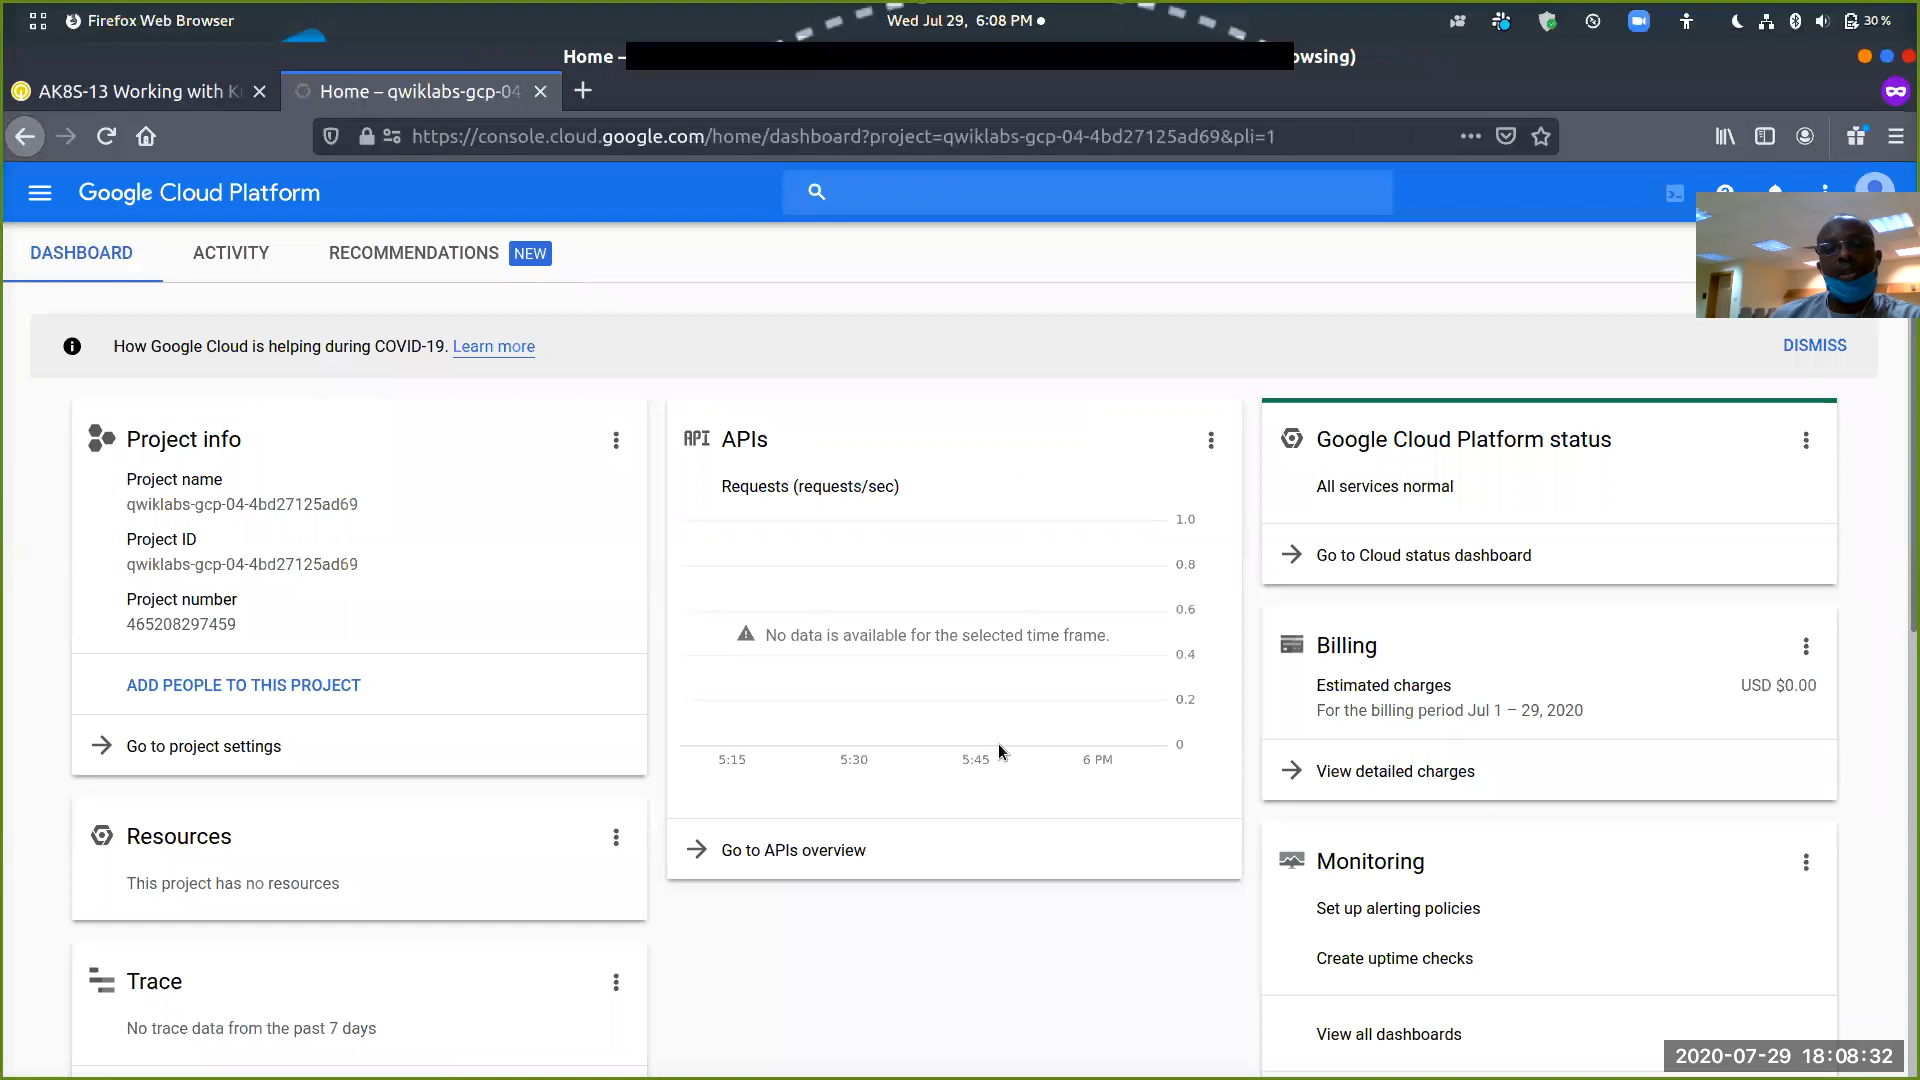 Firefox Web Browser
Wed Jul 29, 6:08 PM
30 %
Home –
owsing)
AK8S-13 Working with K
Home – qwiklabs-gcp-04
https://console.cloud.google.com/home/dashboard?project=qwiklabs-gcp-04-4bd27125ad69&pli=1
Google Cloud Platform
DASHBOARD
ACTIVITY
RECOMMENDATIONS NEW
How Google Cloud is helping during COVID-19. Learn more
DISMISS
Project info
Project name
qwiklabs-gcp-04-4bd27125ad69
Project ID
qwiklabs-gcp-04-4bd27125ad69
Project number
465208297459
ADD PEOPLE TO THIS PROJECT
Go to project settings
Resources
This project has no resources
Trace
No trace data from the past 7 days
API APIs
Requests (requests/sec)
1.0
0.8
0.6
No data is available for the selected time frame.
0.4
0.2
0
5:15 5:30 5:45 6 PM
Go to APIs overview
Google Cloud Platform status
All services normal
Go to Cloud status dashboard
Billing
Estimated charges USD $0.00
For the billing period Jul 1 – 29, 2020
View detailed charges
Monitoring
Set up alerting policies
Create uptime checks
View all dashboards
2020-07-29 18:08:32